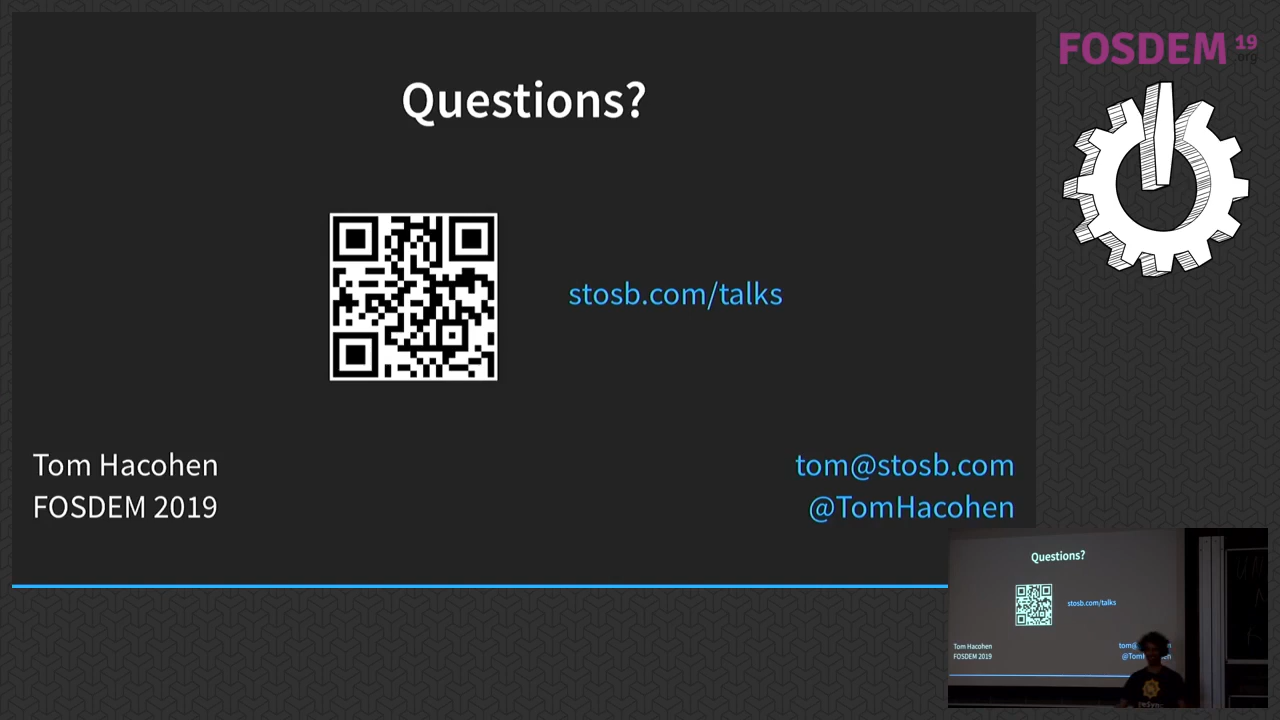 Questions?
stosb.com/talks
Tom Hacohen
FOSDEM 2019
tom@stosb.com
@TomHacohen
FOSDEM 19
.org
Questions?
stosb.com/talks
Tom Hacohen
FOSDEM 2019